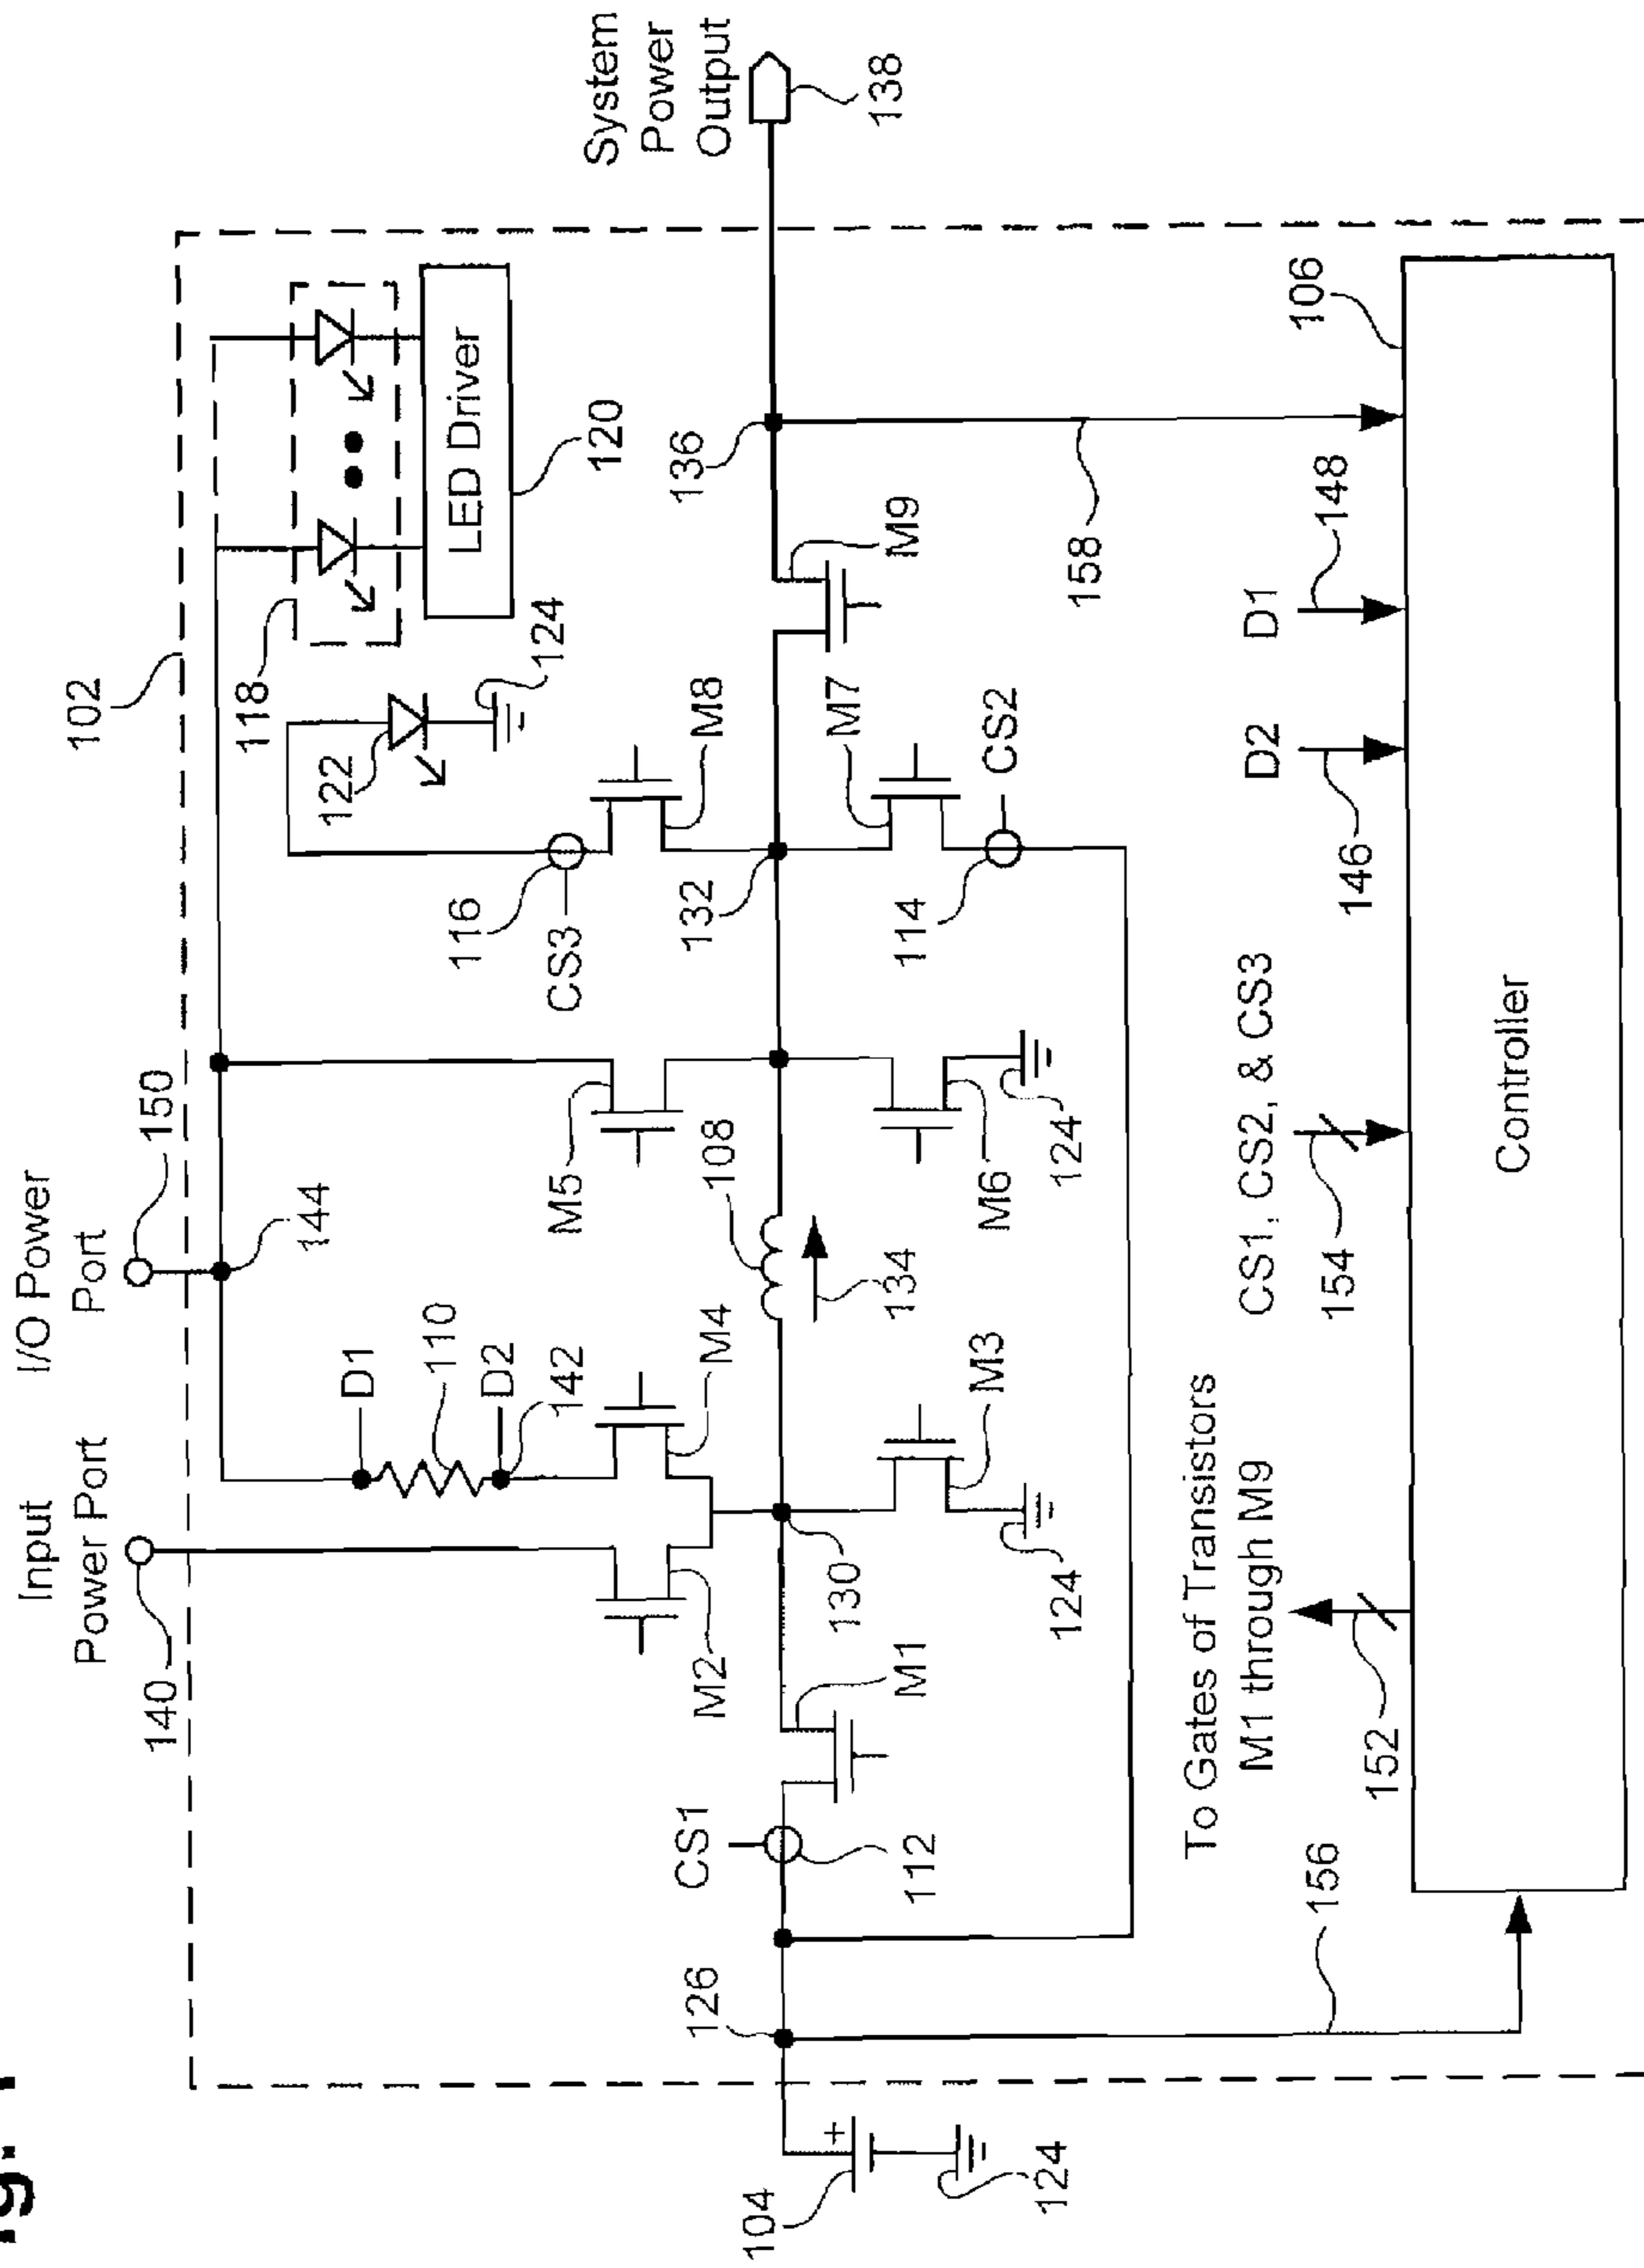 Input
Power Port
I/O Power
Port
140
150
102
144
D1
110
D2
142
M4
M2
M5
118
LED Driver
120
122
124
116
CS3
M8
System
Power
Output
138
136
M9
132
M7
CS2
114
108
134
M6
124
130
M3
124
M1
CS1
112
126
104
+
124
158
156
To Gates of Transistors
M1 through M9
152
CS1, CS2, & CS3
154
D2
146
D1
148
106
Controller